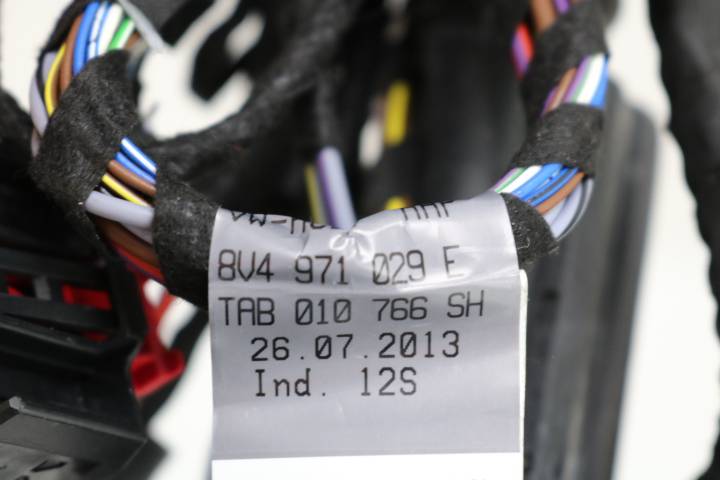 8V4 971 029 E
TAB 010 766 SH
26.07.2013
Ind. 12S